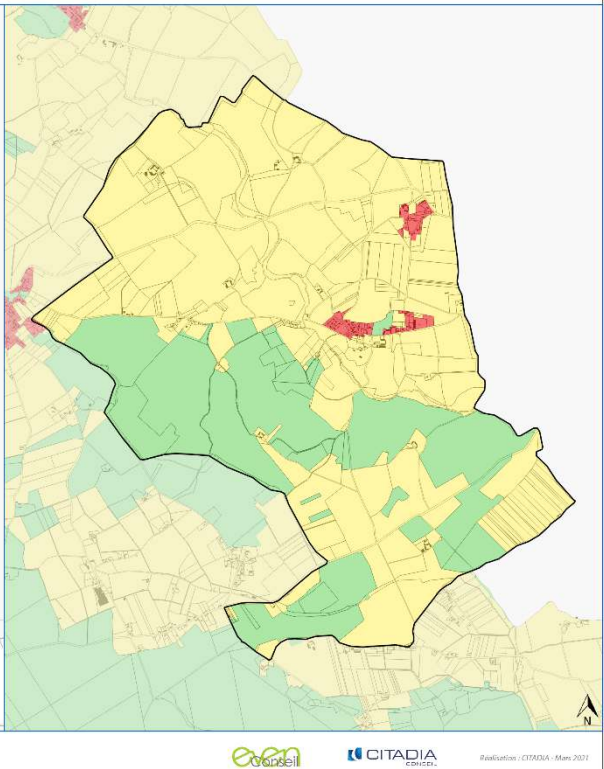 N
even
Conseil
CITADIA
CONSEIL
Réalisation : CITADIA - Mars 2021